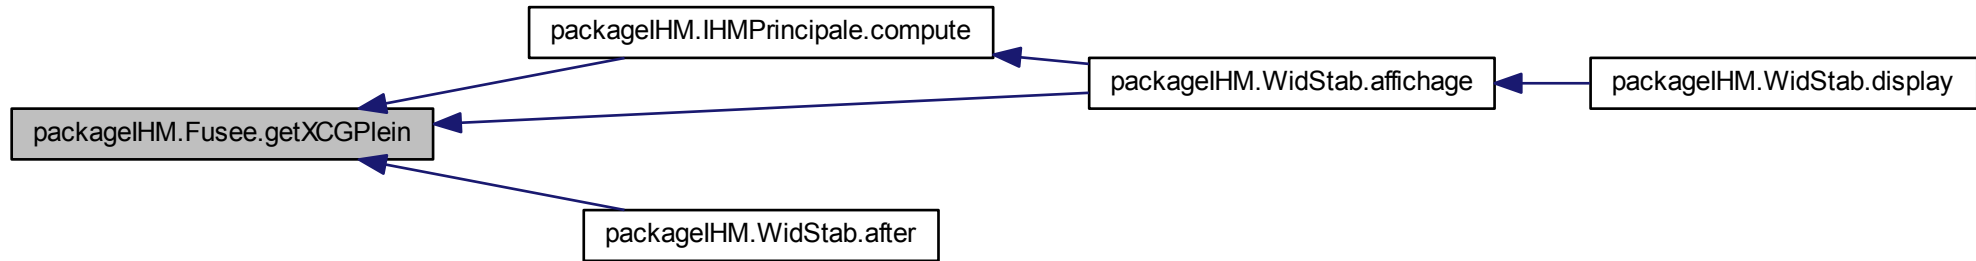 packageIHM.IHMPrincipale.compute
packageIHM.WidStab.affichage
packageIHM.WidStab.display
packageIHM.Fusee.getXCGPlein
packageIHM.WidStab.after